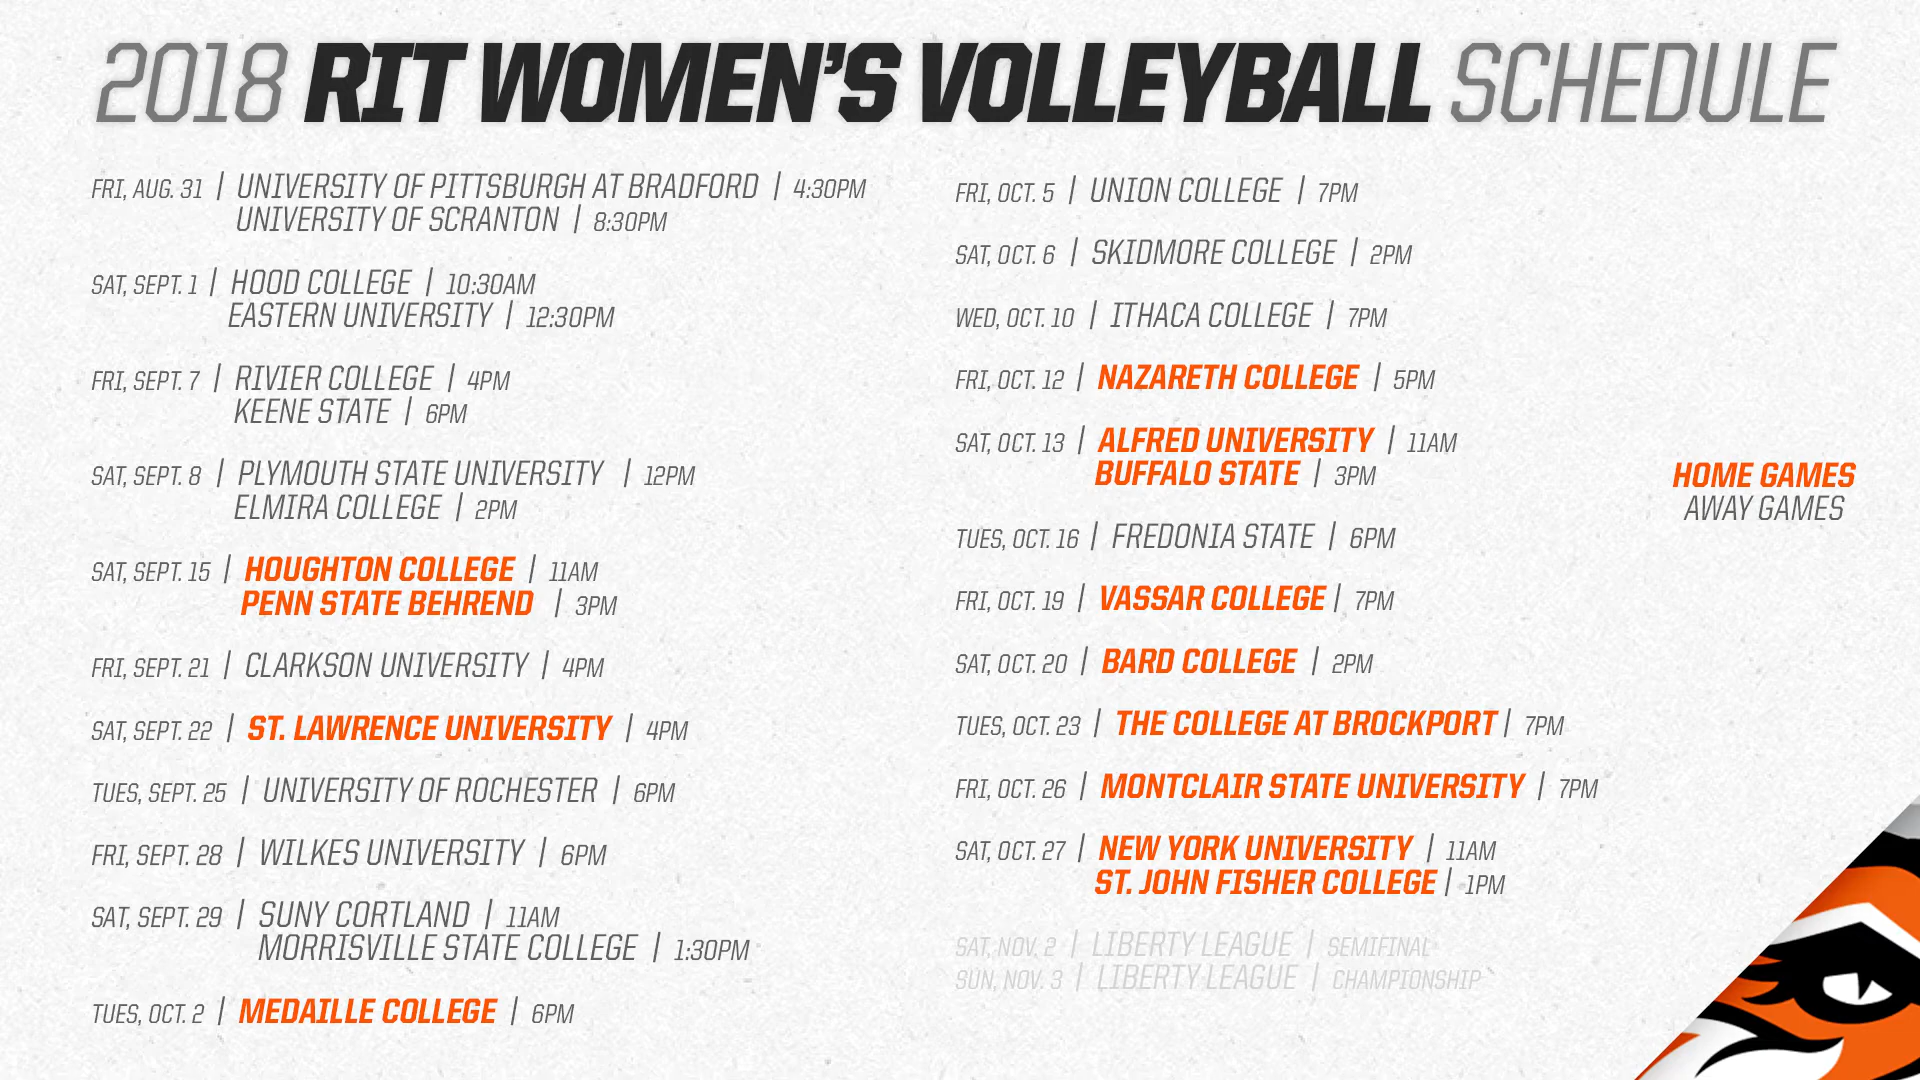 2018 RIT WOMEN'S VOLLEYBALL SCHEDULE
FRI, AUG. 31 | UNIVERSITY OF PITTSBURGH AT BRADFORD | 4:30PM
UNIVERSITY OF SCRANTON | 8:30PM
SAT, SEPT. 1 | HOOD COLLEGE | 10:30AM
EASTERN UNIVERSITY | 12:30PM
FRI, SEPT. 7 | RIVIER COLLEGE | 4PM
KEENE STATE | 6PM
SAT, SEPT. 8 | PLYMOUTH STATE UNIVERSITY | 12PM
ELMIRA COLLEGE | 2PM
SAT, SEPT. 15 | HOUGHTON COLLEGE | 11AM
PENN STATE BEHREND | 3PM
FRI, SEPT. 21 | CLARKSON UNIVERSITY | 4PM
SAT, SEPT. 22 | ST. LAWRENCE UNIVERSITY | 4PM
TUES, SEPT. 25 | UNIVERSITY OF ROCHESTER | 6PM
FRI, SEPT. 28 | WILKES UNIVERSITY | 6PM
SAT, SEPT. 29 | SUNY CORTLAND | 11AM
MORRISVILLE STATE COLLEGE | 1:30PM
TUES, OCT. 2 | MEDAILLE COLLEGE | 6PM
FRI, OCT. 5 | UNION COLLEGE | 7PM
SAT, OCT. 6 | SKIDMORE COLLEGE | 2PM
WED, OCT. 10 | ITHACA COLLEGE | 7PM
FRI, OCT. 12 | NAZARETH COLLEGE | 5PM
SAT, OCT. 13 | ALFRED UNIVERSITY | 11AM
BUFFALO STATE | 3PM
TUES, OCT. 16 | FREDONIA STATE | 6PM
FRI, OCT. 19 | VASSAR COLLEGE | 7PM
SAT, OCT. 20 | BARD COLLEGE | 2PM
TUES, OCT. 23 | THE COLLEGE AT BROCKPORT | 7PM
FRI, OCT. 26 | MONTCLAIR STATE UNIVERSITY | 7PM
SAT, OCT. 27 | NEW YORK UNIVERSITY | 11AM
ST. JOHN FISHER COLLEGE | 1PM
SAT, NOV. 2 | LIBERTY LEAGUE | SEMIFINAL
SUN, NOV. 3 | LIBERTY LEAGUE | CHAMPIONSHIP
HOME GAMES
AWAY GAMES